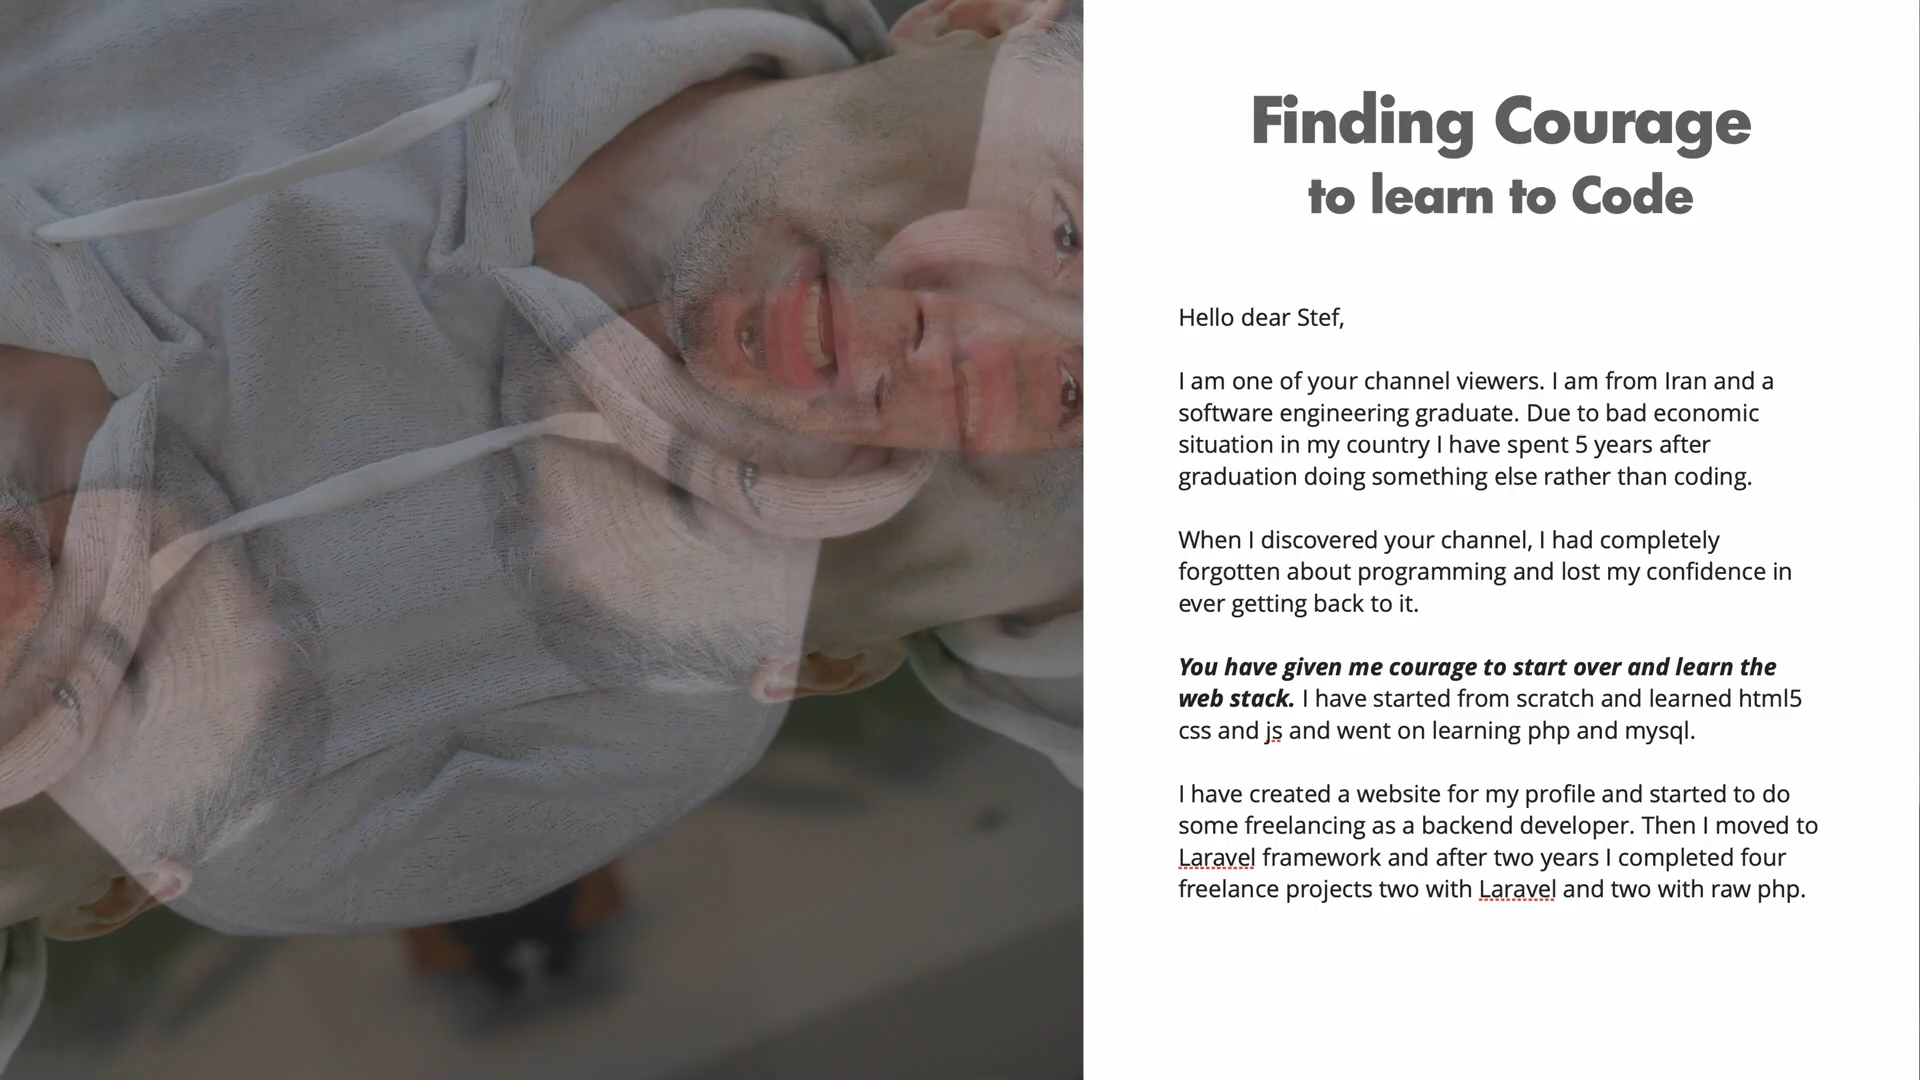 Finding Courage
to learn to Code
Hello dear Stef,
I am one of your channel viewers. I am from Iran and a
software engineering graduate. Due to bad economic
situation in my country I have spent 5 years after
graduation doing something else rather than coding.
When I discovered your channel, I had completely
forgotten about programming and lost my confidence in
ever getting back to it.
You have given me courage to start over and learn the
web stack. I have started from scratch and learned html5
css and js and went on learning php and mysql.
I have created a website for my profile and started to do
some freelancing as a backend developer. Then I moved to
Laravel framework and after two years I completed four
freelance projects two with Laravel and two with raw php.